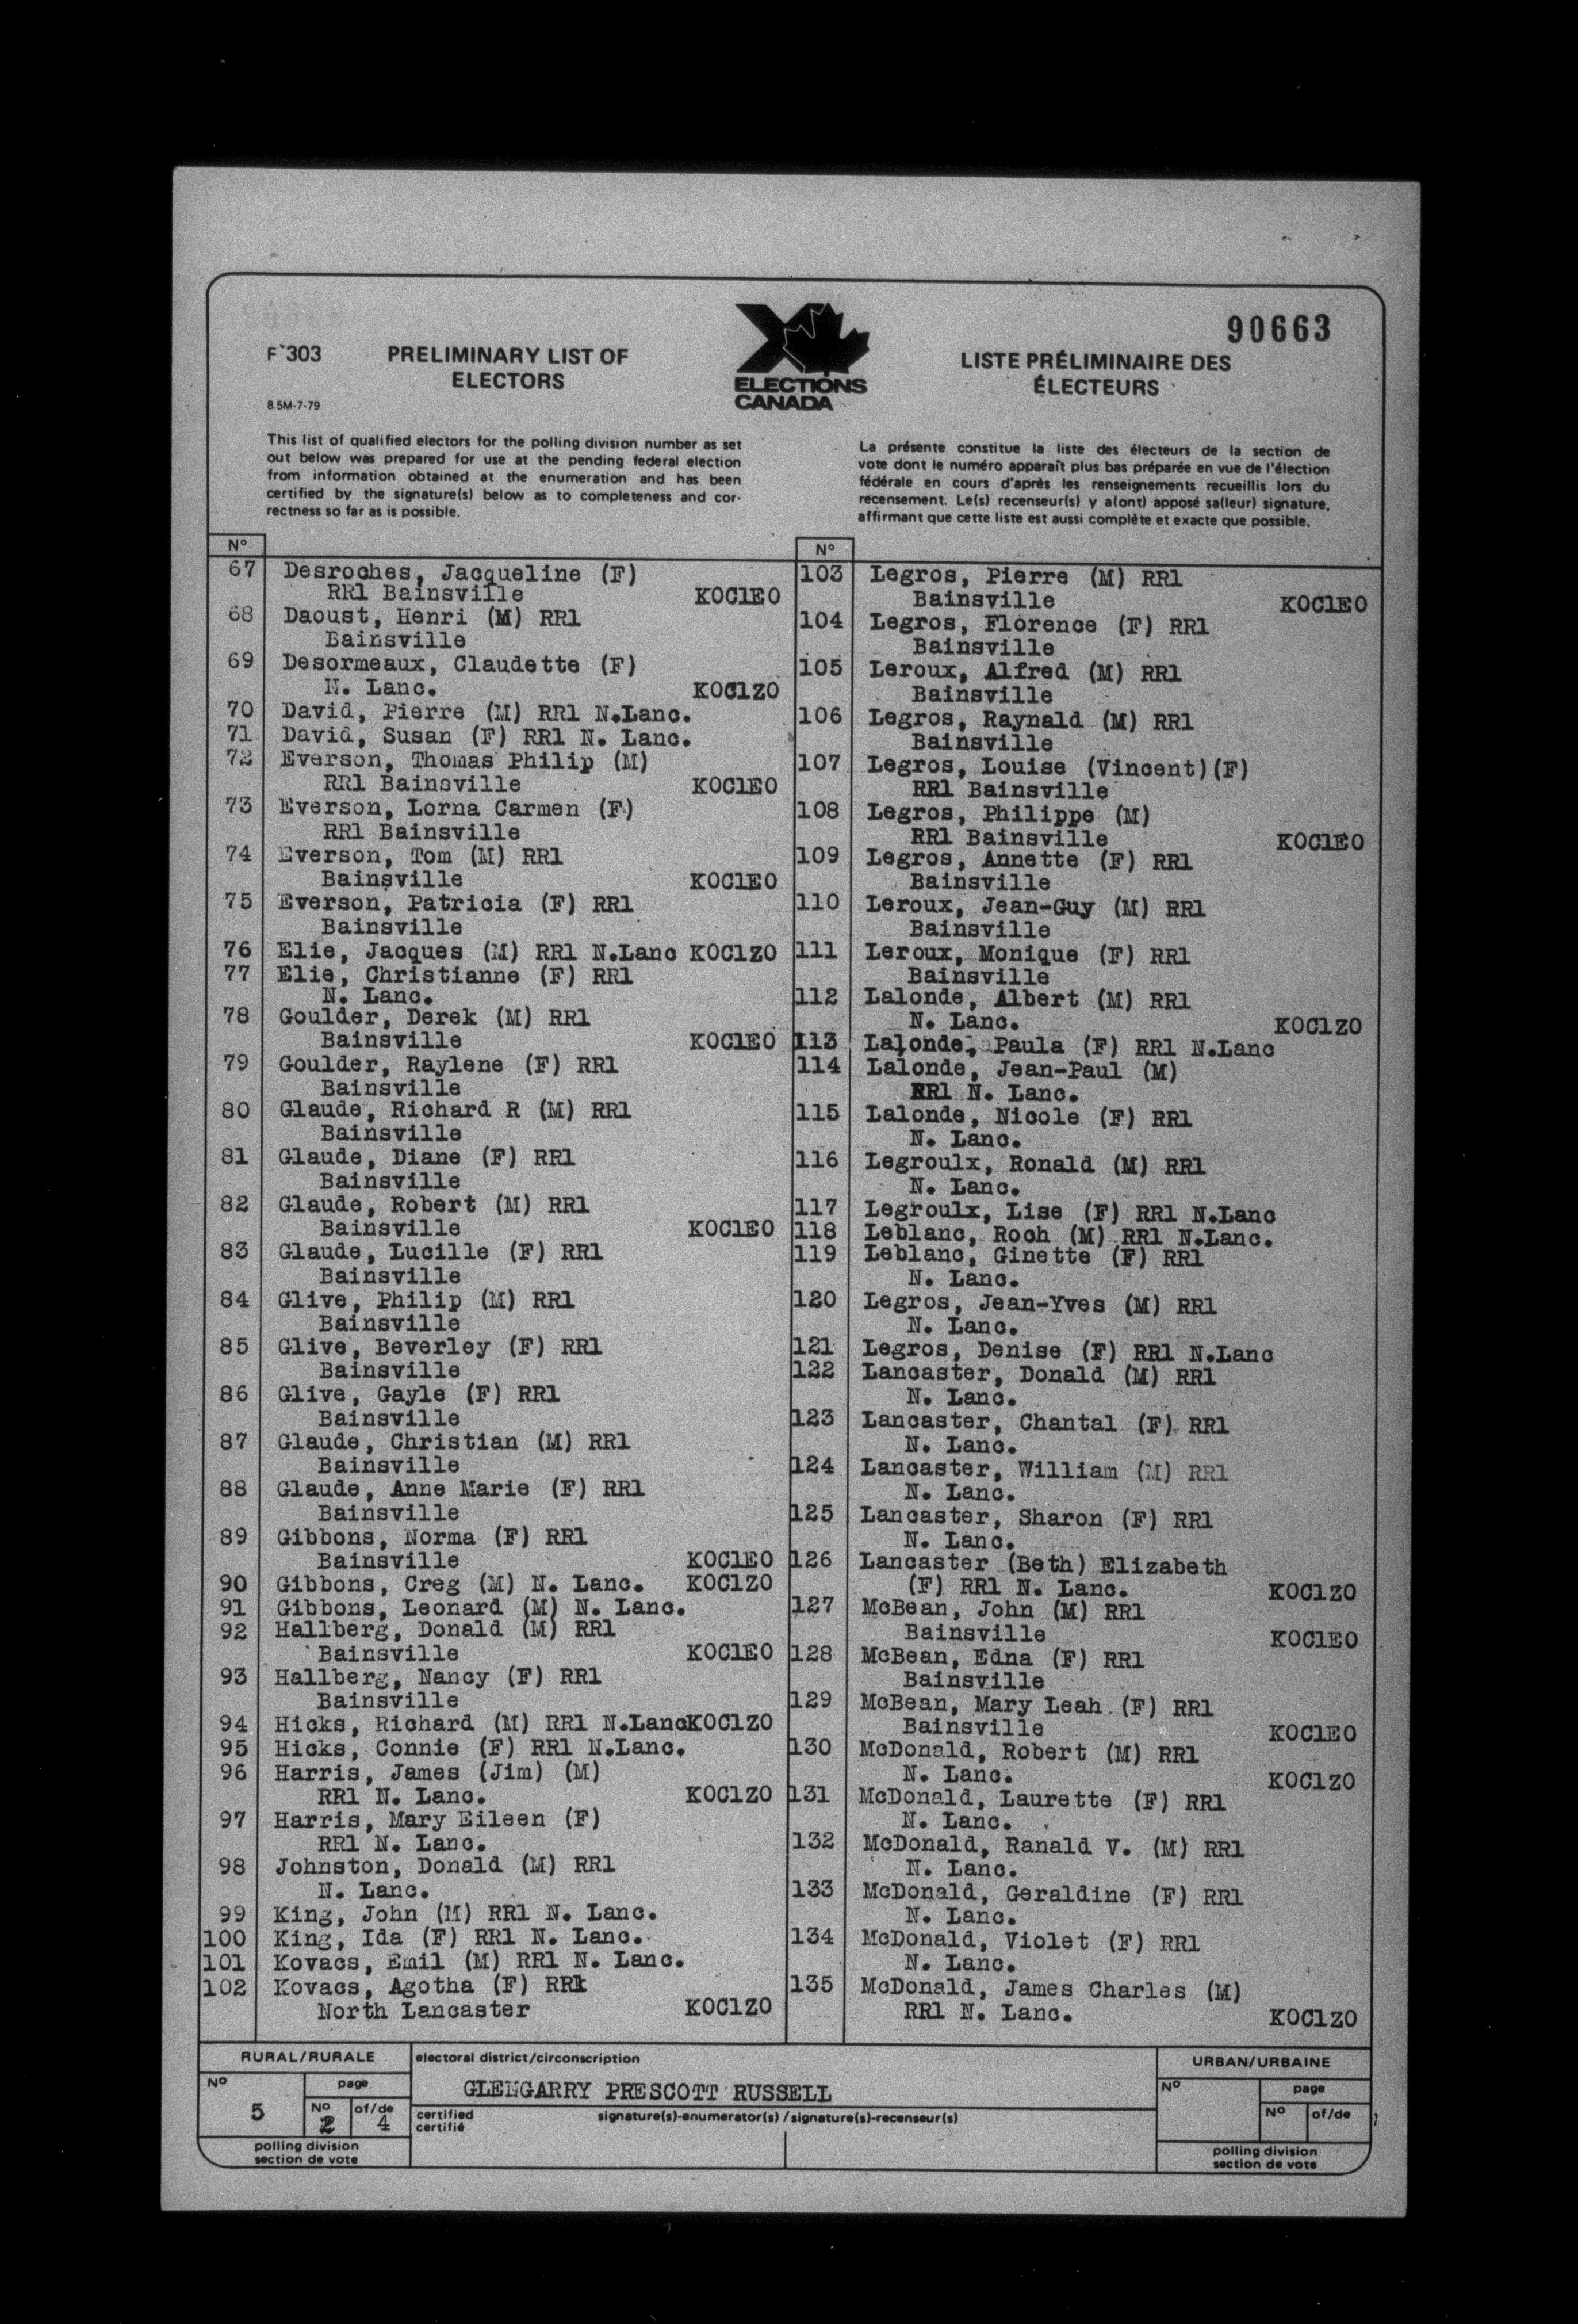 90663
F 303
PRELIMINARY LIST OF
ELECTORS
8.5M-7-79
ELECTIONS
CANADA
LISTE PRÉLIMINAIRE DES
ÉLECTEURS
This list of qualified electors for the polling division number as set
out below was prepared for use at the pending federal election
from information obtained at the enumeration and has been
certified by the signature(s) below as to completeness and cor-
rectness so far as is possible.
La présente constitue la liste des électeurs de la section de
vote dont le numéro apparaît plus bas préparée en vue de l'élection
fédérale en cours d'après les renseignements recueillis lors du
recensement. Le(s) recenseur(s) y a(ont) apposé sa(leur) signature,
affirmant que cette liste est aussi complète et exacte que possible.
No
67 Desroches, Jacqueline (F)
RR1 Bainsville K0C1E0
68 Daoust, Henri (M) RR1
Bainsville
69 Desormeaux, Claudette (F)
N. Lanc. K0C1Z0
70 David, Pierre (M) RR1 N.Lanc.
71 David, Susan (F) RR1 N. Lanc.
72 Everson, Thomas Philip (M)
RR1 Bainsville K0C1E0
73 Everson, Lorna Carmen (F)
RR1 Bainsville
74 Everson, Tom (M) RR1
Bainsville K0C1E0
75 Everson, Patricia (F) RR1
Bainsville
76 Elie, Jacques (M) RR1 N.Lanc K0C1Z0
77 Elie, Christianne (F) RR1
N. Lanc.
78 Goulder, Derek (M) RR1
Bainsville K0C1E0
79 Goulder, Raylene (F) RR1
Bainsville
80 Glaude, Richard R (M) RR1
Bainsville
81 Glaude, Diane (F) RR1
Bainsville
82 Glaude, Robert (M) RR1
Bainsville K0C1E0
83 Glaude, Lucille (F) RR1
Bainsville
84 Glive, Philip (M) RR1
Bainsville
85 Glive, Beverley (F) RR1
Bainsville
86 Glive, Gayle (F) RR1
Bainsville
87 Glaude, Christian (M) RR1
Bainsville
88 Glaude, Anne Marie (F) RR1
Bainsville
89 Gibbons, Norma (F) RR1
Bainsville K0C1E0
90 Gibbons, Creg (M) N. Lanc. K0C1Z0
91 Gibbons, Leonard (M) N. Lanc.
92 Hallberg, Donald (M) RR1
Bainsville K0C1E0
93 Hallberg, Nancy (F) RR1
Bainsville
94 Hicks, Richard (M) RR1 N.LancK0C1Z0
95 Hicks, Connie (F) RR1 N.Lanc.
96 Harris, James (Jim) (M)
RR1 N. Lanc. K0C1Z0
97 Harris, Mary Eileen (F)
RR1 N. Lanc.
98 Johnston, Donald (M) RR1
N. Lanc.
99 King, John (M) RR1 N. Lanc.
100 King, Ida (F) RR1 N. Lanc.
101 Kovacs, Emil (M) RR1 N. Lanc.
102 Kovacs, Agotha (F) RR1
North Lancaster K0C1Z0
No
103 Legros, Pierre (M) RR1
Bainsville K0C1E0
104 Legros, Florence (F) RR1
Bainsville
105 Leroux, Alfred (M) RR1
Bainsville
106 Legros, Raynald (M) RR1
Bainsville
107 Legros, Louise (Vincent)(F)
RR1 Bainsville
108 Legros, Philippe (M)
RR1 Bainsville K0C1E0
109 Legros, Annette (F) RR1
Bainsville
110 Leroux, Jean-Guy (M) RR1
Bainsville
111 Leroux, Monique (F) RR1
Bainsville
112 Lalonde, Albert (M) RR1
N. Lanc. K0C1Z0
113 Lalonde, Paula (F) RR1 N.Lanc
114 Lalonde, Jean-Paul (M)
RR1 N. Lanc.
115 Lalonde, Nicole (F) RR1
N. Lanc.
116 Legroulx, Ronald (M) RR1
N. Lanc.
117 Legroulx, Lise (F) RR1 N.Lanc
118 Leblanc, Roch (M) RR1 N.Lanc.
119 Leblanc, Ginette (F) RR1
N. Lanc.
120 Legros, Jean-Yves (M) RR1
N. Lanc.
121 Legros, Denise (F) RR1 N.Lanc
122 Lancaster, Donald (M) RR1
N. Lanc.
123 Lancaster, Chantal (F) RR1
N. Lanc.
124 Lancaster, William (M) RR1
N. Lanc.
125 Lancaster, Sharon (F) RR1
N. Lanc.
126 Lancaster (Beth) Elizabeth
(F) RR1 N. Lanc. K0C1Z0
127 McBean, John (M) RR1
Bainsville K0C1E0
128 McBean, Edna (F) RR1
Bainsville
129 McBean, Mary Leah (F) RR1
Bainsville K0C1E0
130 McDonald, Robert (M) RR1
N. Lanc. K0C1Z0
131 McDonald, Laurette (F) RR1
N. Lanc.
132 McDonald, Ranald V. (M) RR1
N. Lanc.
133 McDonald, Geraldine (F) RR1
N. Lanc.
134 McDonald, Violet (F) RR1
N. Lanc.
135 McDonald, James Charles (M)
RR1 N. Lanc. K0C1Z0
RURAL/RURALE
No
5
page
No
2
of/de
4
polling division
section de vote
electoral district/circonscription
GLENGARRY PRESCOTT RUSSELL
certified
certifié
signature(s)-enumerator(s)/signature(s)-recenseur(s)
URBAN/URBAINE
No
page
No
of/de
polling division
section de vote